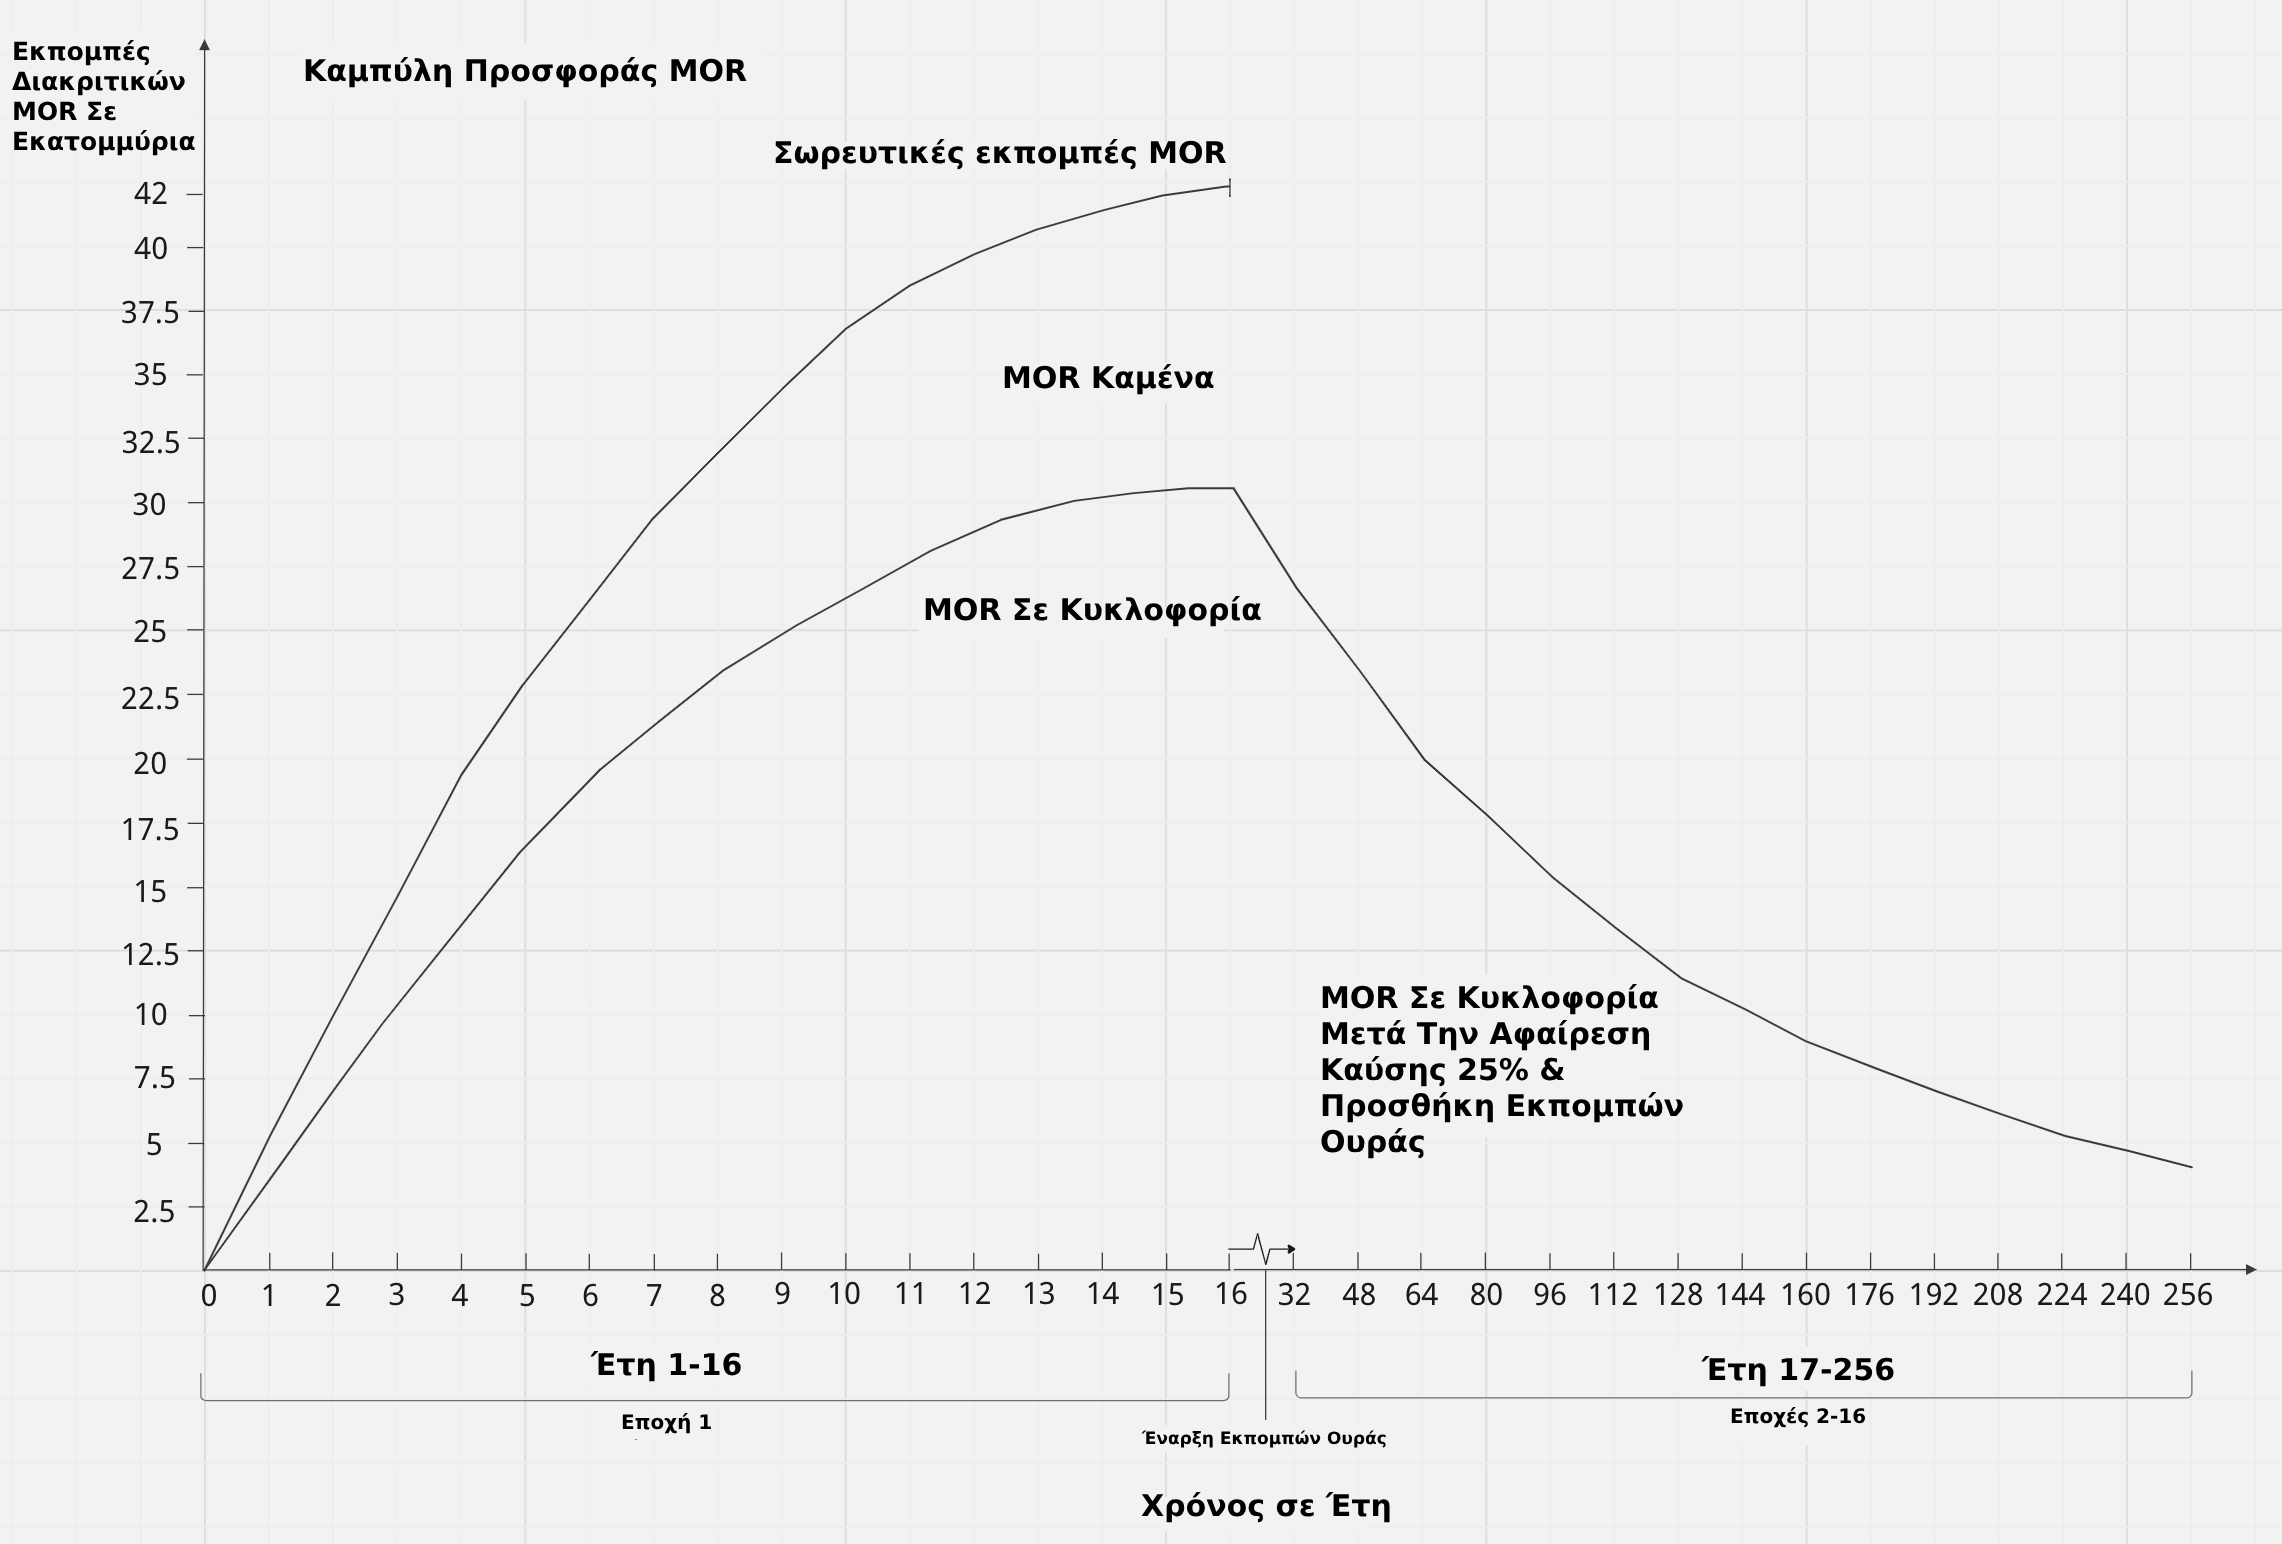 Εκπομπές
Διακριτικών
MOR Σε
Εκατομμύρια
Καμπύλη Προσφοράς MOR
Σωρευτικές εκπομπές MOR
42
40
37.5
35
MOR Καμένα
32.5
30
27.5
25
MOR Σε Κυκλοφορία
22.5
20
17.5
15
12.5
10
7.5
5
2.5
MOR Σε Κυκλοφορία
Μετά Την Αφαίρεση
Καύσης 25% &
Προσθήκη Εκπομπών
Ουράς
0 1 2 3 4 5 6 7 8 9 10 11 12 13 14 15 16 32 48 64 80 96 112 128 144 160 176 192 208 224 240 256
Έτη 1-16
Έτη 17-256
Εποχή 1
Εποχές 2-16
Έναρξη Εκπομπών Ουράς
Χρόνος σε Έτη